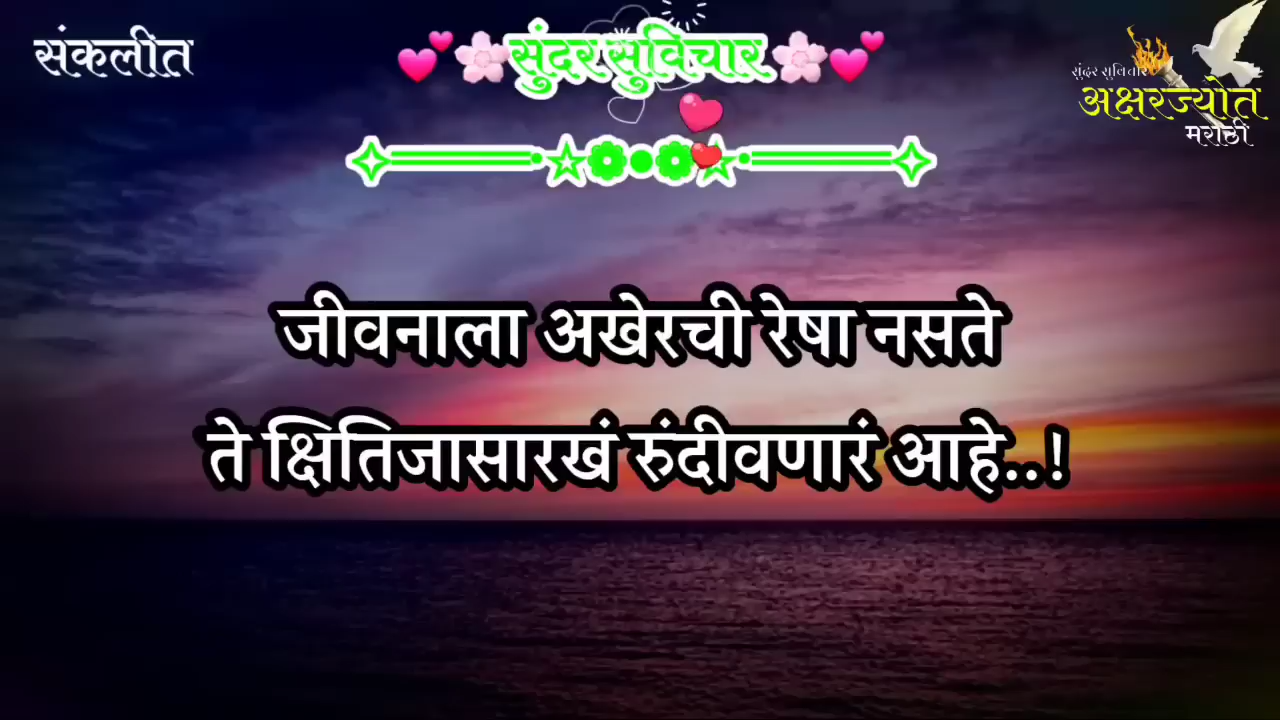 संकलीत
सुंदर सुविचार
सुंदर सुविचार
अक्षरज्योत
मराठी
जीवनाला अखेरची रेषा नसते
ते क्षितिजासारखं रुंदीवणारं आहे..!